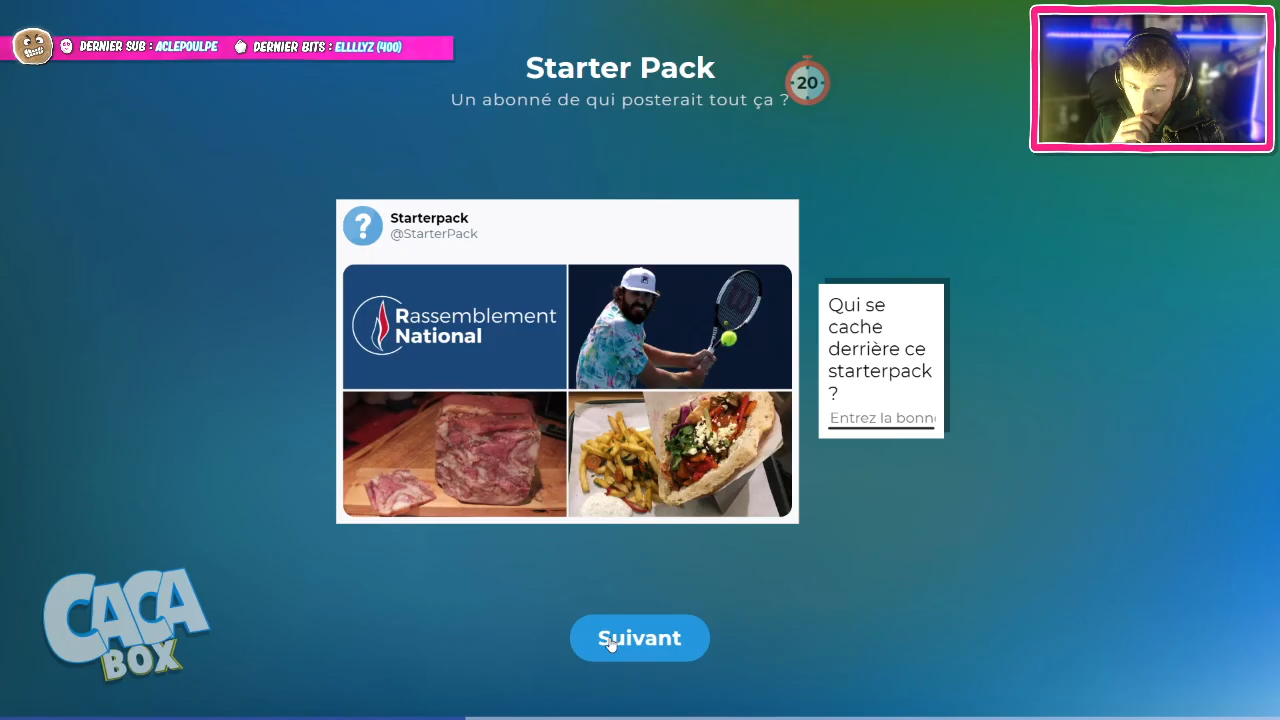 DERNIER SUB : ACLEPOULPE DERNIER BITS : ELLLLYZ (400)
Starter Pack
20
Un abonné de qui posterait tout ça ?
Starterpack
@StarterPack
Rassemblement
National
Qui se
cache
derrière ce
starterpack
?
Entrez la bonn
CACA
BOX
Suivant